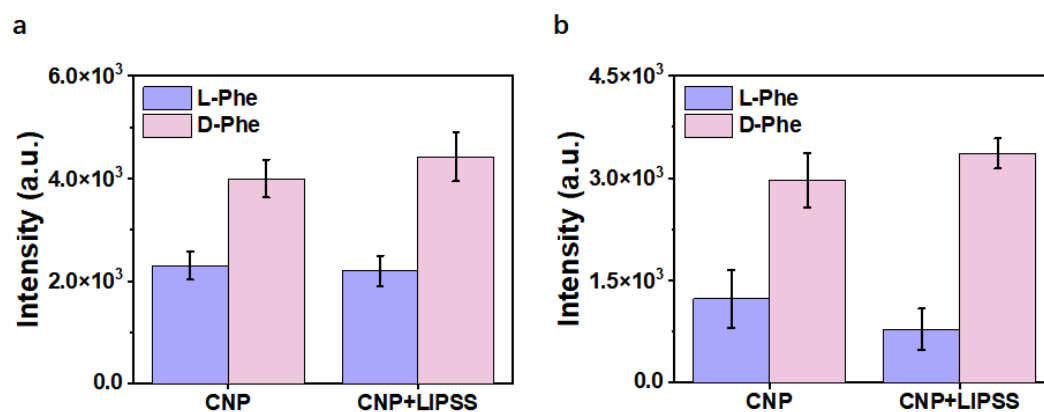 a
6.0×10³
4.0×10³
2.0×10³
0.0
Intensity (a.u.)
L-Phe
D-Phe
CNP
CNP+LIPSS
b
4.5×10³
3.0×10³
1.5×10³
0.0
Intensity (a.u.)
L-Phe
D-Phe
CNP
CNP+LIPSS